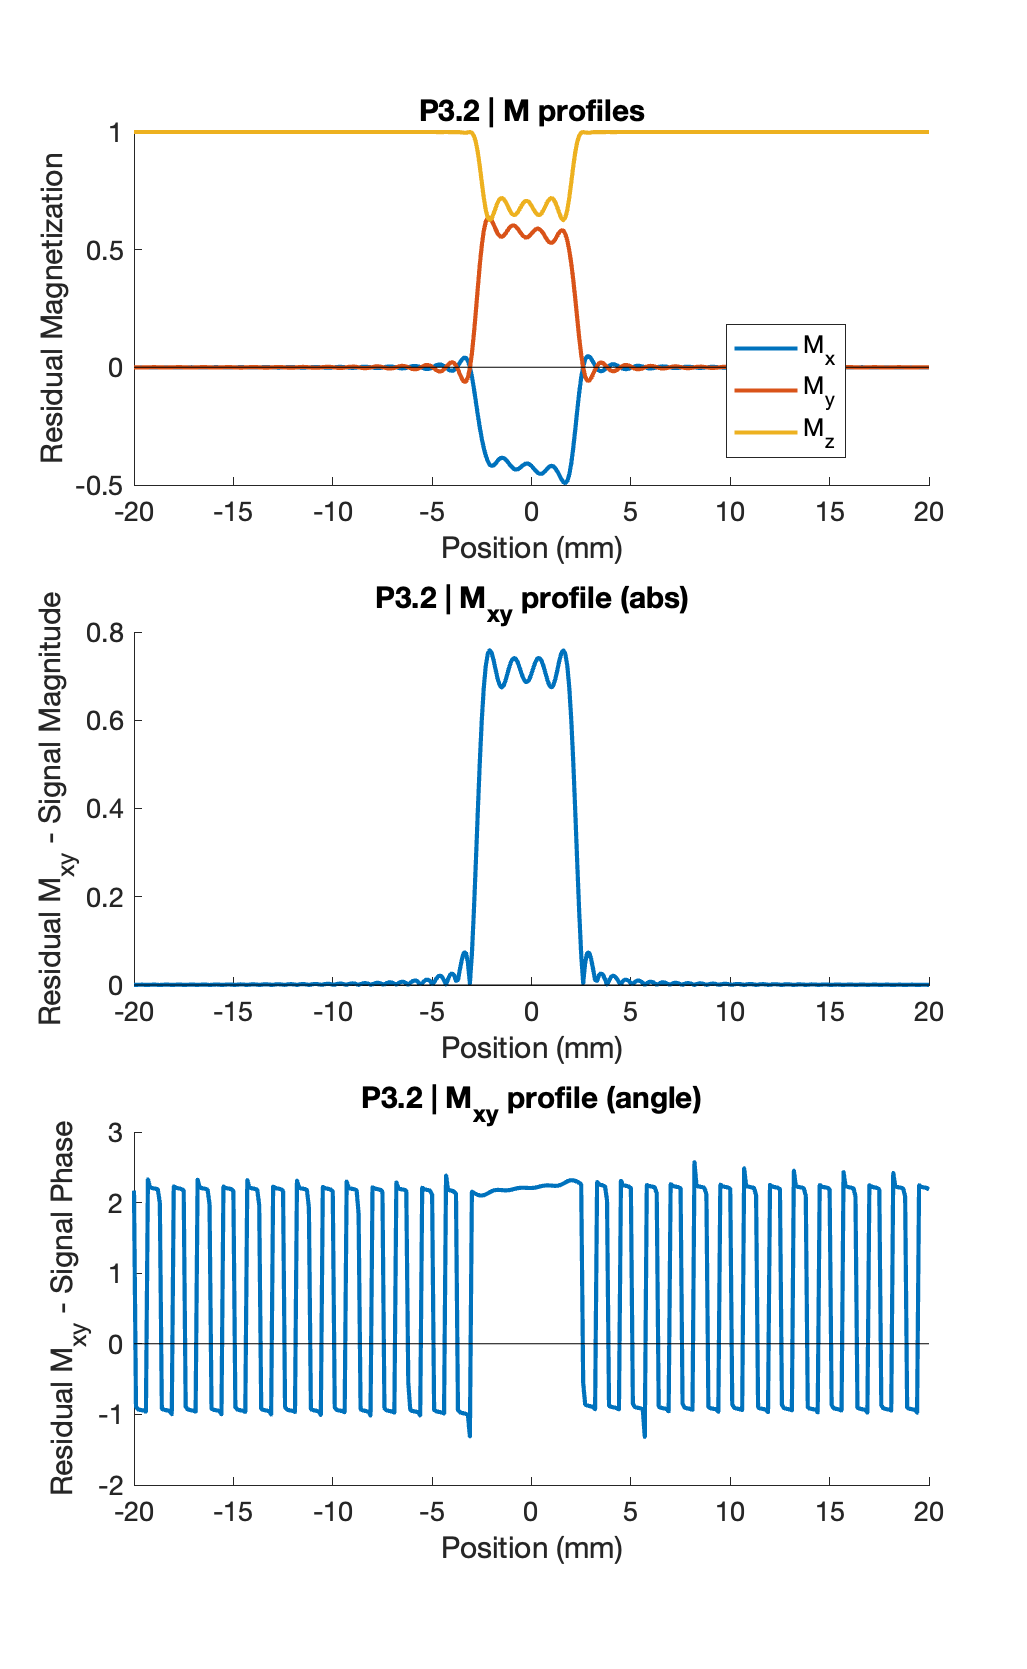 P3.2 | M profiles
Residual Magnetization
1
0.5
0
-0.5
-20 -15 -10 -5 0 5 10 15 20
Position (mm)
Mx
My
Mz
P3.2 | Mxy profile (abs)
Residual Mxy - Signal Magnitude
0.8
0.6
0.4
0.2
0
-20 -15 -10 -5 0 5 10 15 20
Position (mm)
P3.2 | Mxy profile (angle)
Residual Mxy - Signal Phase
3
2
1
0
-1
-2
-20 -15 -10 -5 0 5 10 15 20
Position (mm)